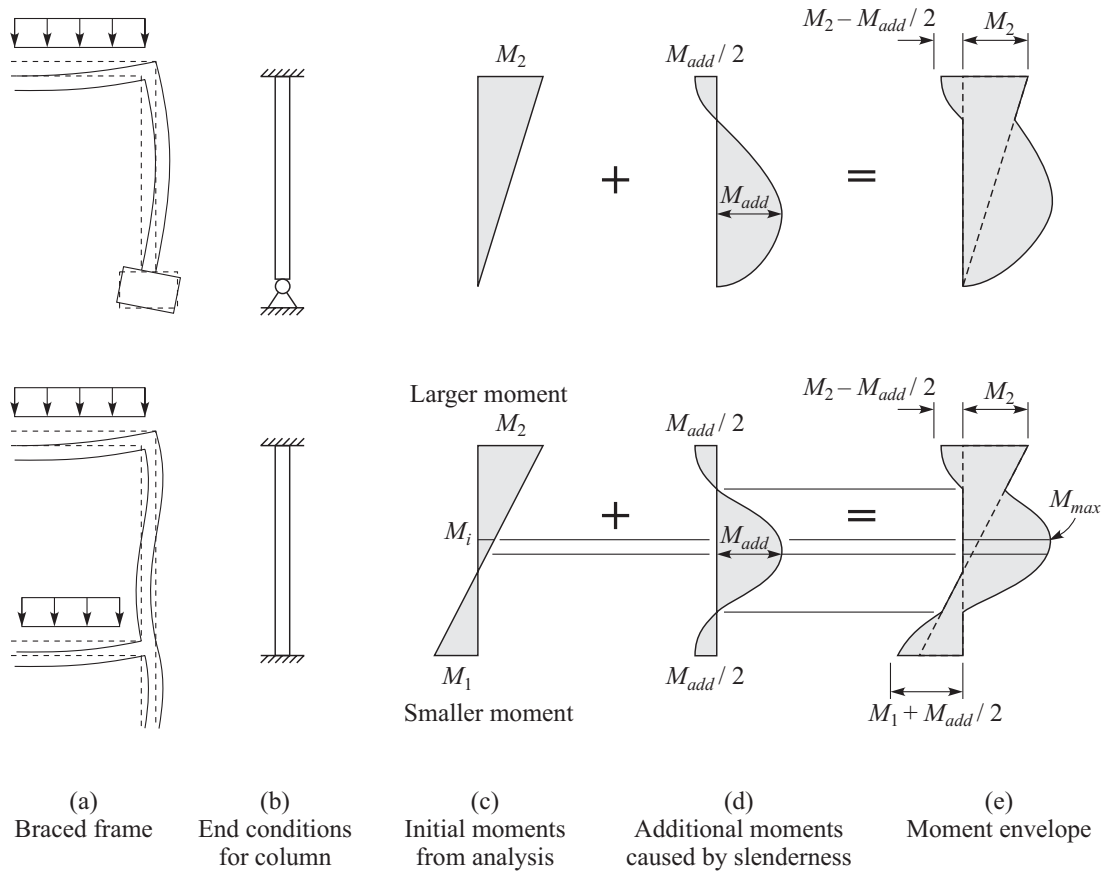 M₂ – Mₐdd / 2
M₂
M₂
Madd / 2
+
Madd
=
Larger moment
M₂ – Madd / 2
M₂
M₂
Madd / 2
Mi
+
Madd
=
Mmax
M₁
Madd / 2
Smaller moment
M₁ + Madd / 2
(a)
Braced frame
(b)
End conditions
for column
(c)
Initial moments
from analysis
(d)
Additional moments
caused by slenderness
(e)
Moment envelope